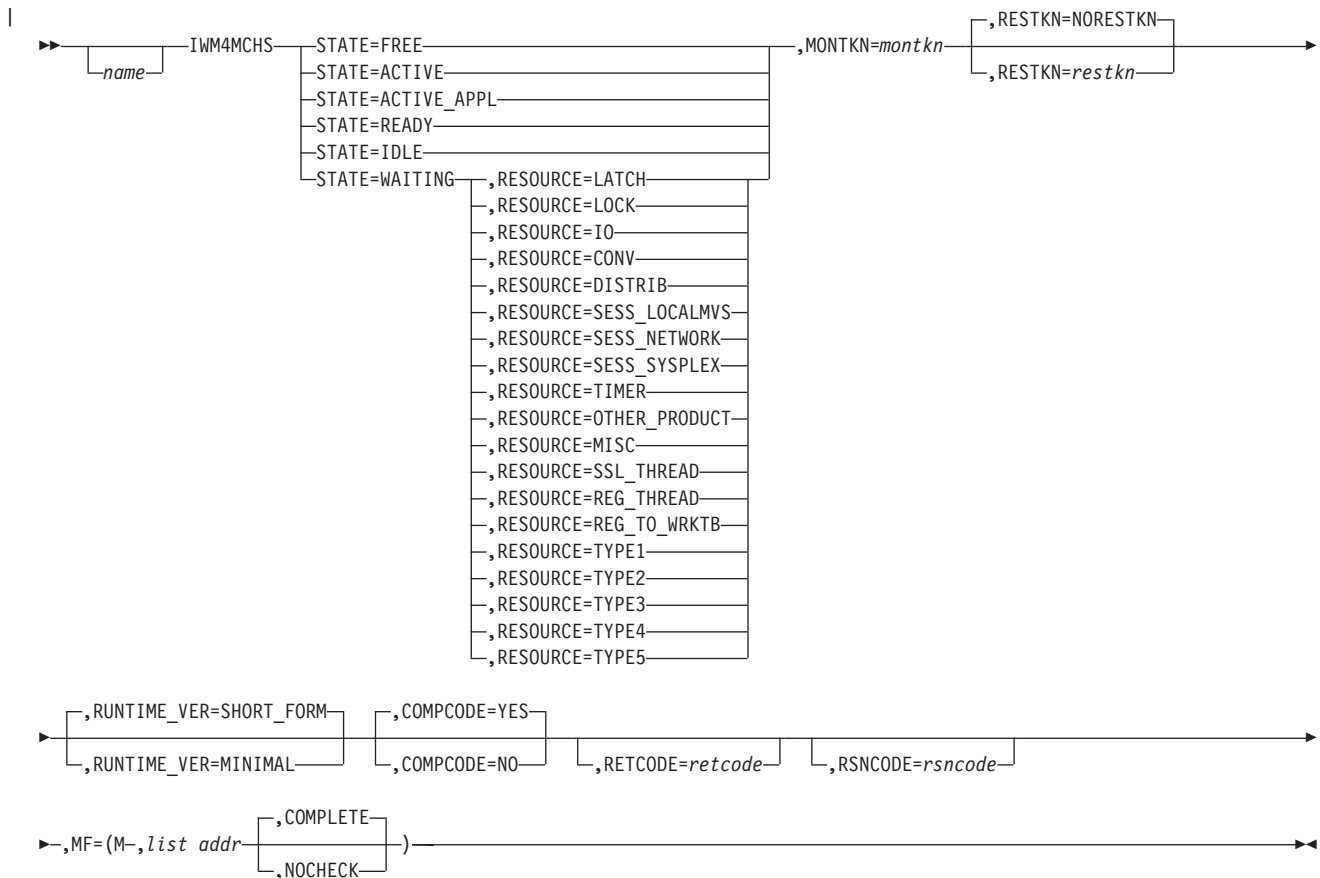 ,RESTKN=NORESTKN
name IWM4MCHS STATE=FREE ,MONTKN=montkn ,RESTKN=restkn
STATE=ACTIVE
STATE=ACTIVE_APPL
STATE=READY
STATE=IDLE
STATE=WAITING ,RESOURCE=LATCH
,RESOURCE=LOCK
,RESOURCE=IO
,RESOURCE=CONV
,RESOURCE=DISTRIB
,RESOURCE=SESS_LOCALMVS
,RESOURCE=SESS_NETWORK
,RESOURCE=SESS_SYSPLEX
,RESOURCE=TIMER
,RESOURCE=OTHER_PRODUCT
,RESOURCE=MISC
,RESOURCE=SSL_THREAD
,RESOURCE=REG_THREAD
,RESOURCE=REG_TO_WRKTB
,RESOURCE=TYPE1
,RESOURCE=TYPE2
,RESOURCE=TYPE3
,RESOURCE=TYPE4
,RESOURCE=TYPE5
,RUNTIME_VER=SHORT_FORM ,COMPCODE=YES
,RUNTIME_VER=MINIMAL ,COMPCODE=NO ,RETCODE=retcode ,RSNCODE=rsncode
,COMPLETE
,MF=(M ,list addr )
,NOCHECK